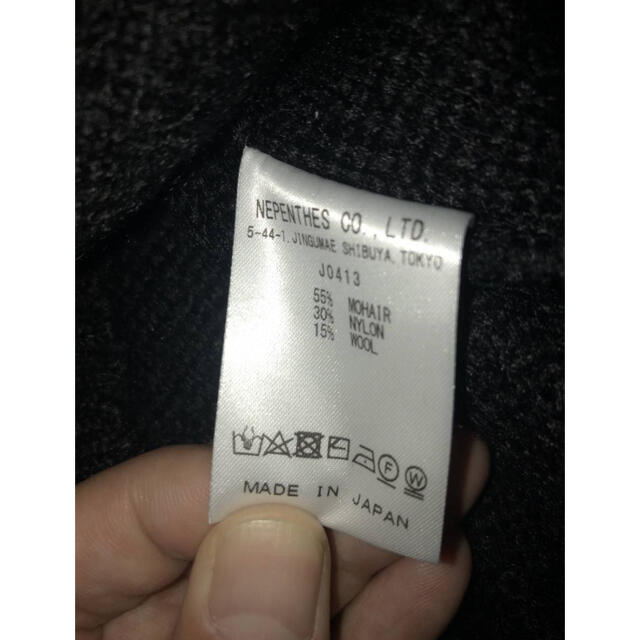 NEPENTHES CO., LTD.
5-44-1, JINGUMAE SHIBUYA, TOKYO
J0413
55% MOHAIR
30% NYLON
15% WOOL
F W
MADE IN JAPAN